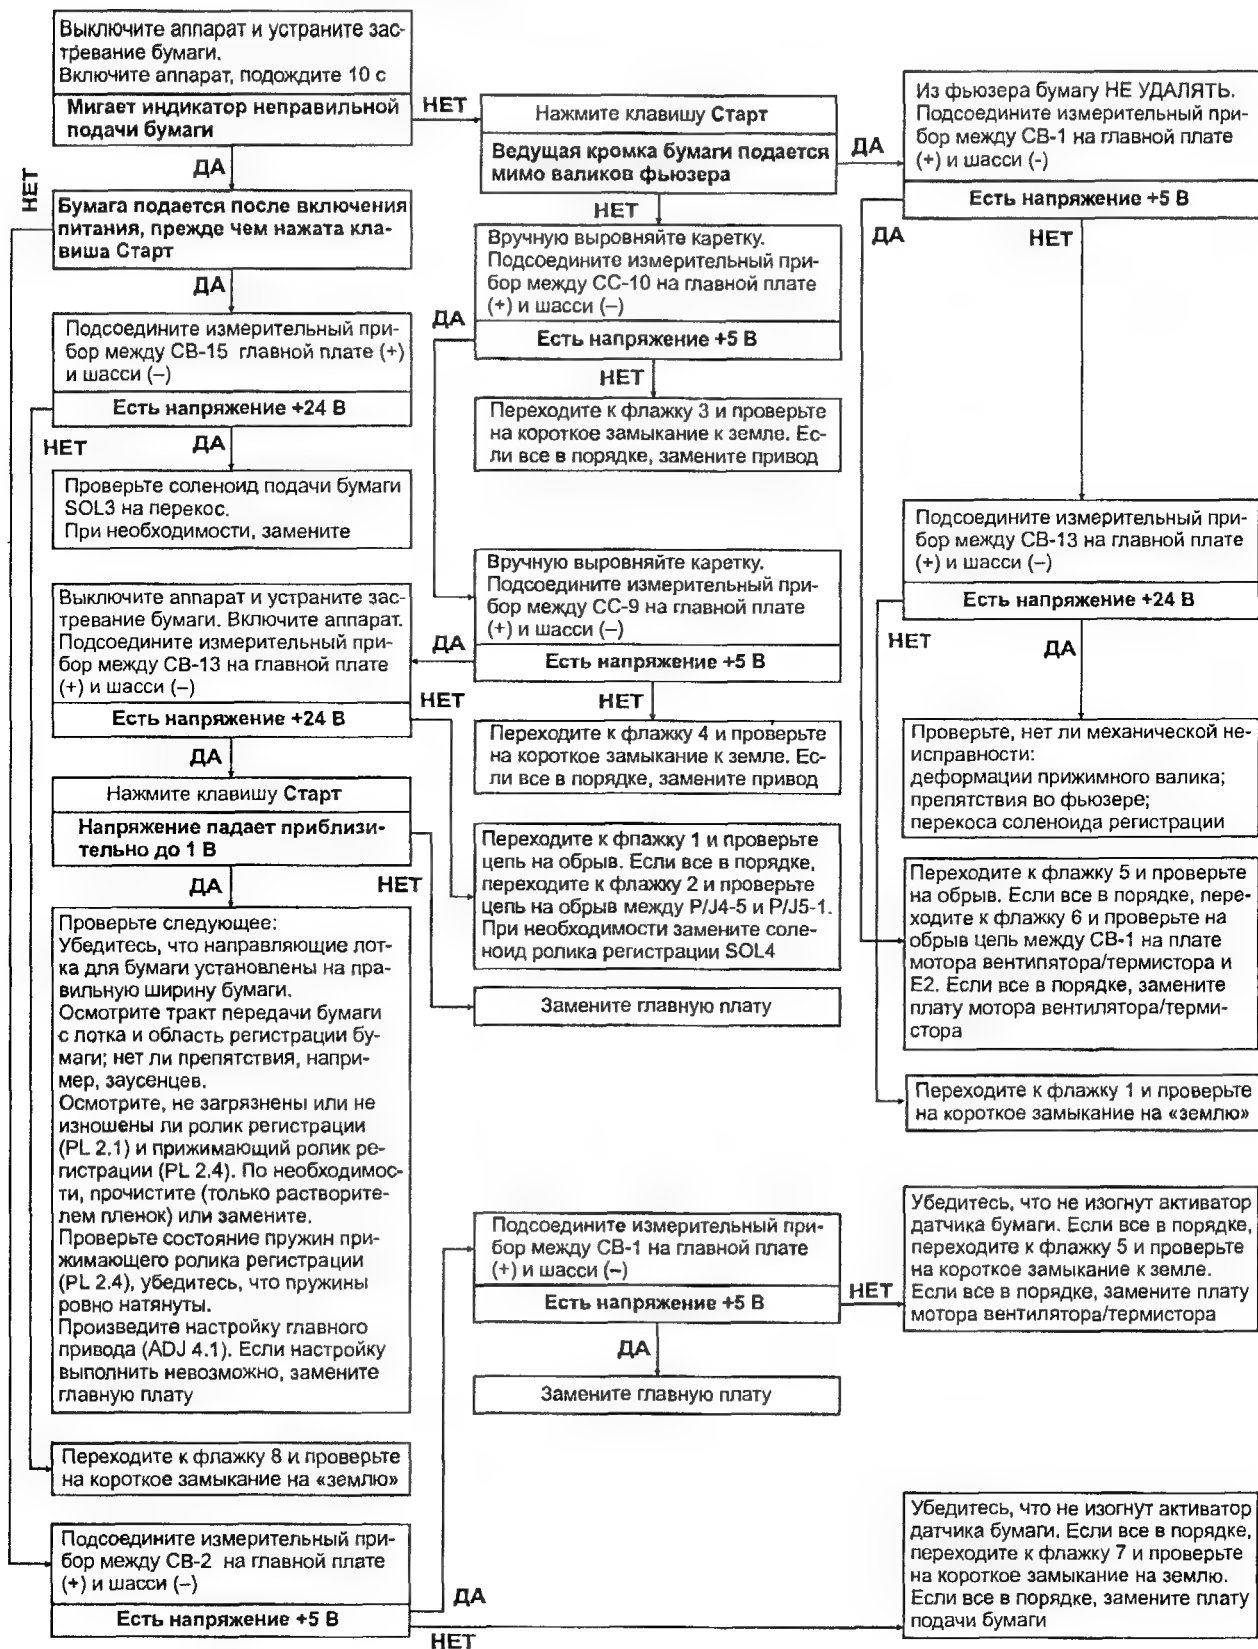 Выключите аппарат и устраните зас-
тревание бумаги.
Включите аппарат, подождите 10 с
Мигает индикатор неправильной
подачи бумаги
НЕТ
ДА
НЕТ
Бумага подается после включения
питания, прежде чем нажата кла-
виша Старт
ДА
Подсоедините измерительный при-
бор между СВ-15 главной плате (+)
и шасси (–)
Есть напряжение +24 В
НЕТ
ДА
Проверьте соленоид подачи бумаги
SOL3 на перекос.
При необходимости, замените
Выключите аппарат и устраните зас-
тревание бумаги. Включите аппарат.
Подсоедините измерительный при-
бор между СВ-13 на главной плате
(+) и шасси (–)
Есть напряжение +24 В
НЕТ
ДА
Нажмите клавишу Старт
Напряжение падает приблизи-
тельно до 1 В
ДА
НЕТ
Проверьте следующее:
Убедитесь, что направляющие лот-
ка для бумаги установлены на пра-
вильную ширину бумаги.
Осмотрите тракт передачи бумаги
с лотка и область регистрации бу-
маги; нет ли препятствия, напри-
мер, заусенцев.
Осмотрите, не загрязнены или не
изношены ли ролик регистрации
(PL 2.1) и прижимающий ролик ре-
гистрации (PL 2.4). По необходимос-
ти, прочистите (только растворите-
лем пленок) или замените.
Проверьте состояние пружин при-
жимающего ролика регистрации
(PL 2.4), убедитесь, что пружины
ровно натянуты.
Произведите настройку главного
привода (ADJ 4.1). Если настройку
выполнить невозможно, замените
главную плату
Переходите к флажку 8 и проверьте
на короткое замыкание на «землю»
Подсоедините измерительный при-
бор между СВ-2 на главной плате
(+) и шасси (–)
Есть напряжение +5 В
ДА
НЕТ
Нажмите клавишу Старт
Ведущая кромка бумаги подается
мимо валиков фьюзера
ДА
НЕТ
Вручную выровняйте каретку.
Подсоедините измерительный при-
бор между СС-10 на главной плате
(+) и шасси (–)
Есть напряжение +5 В
ДА
НЕТ
Переходите к флажку 3 и проверьте
на короткое замыкание к земле. Ес-
ли все в порядке, замените привод
Вручную выровняйте каретку.
Подсоедините измерительный при-
бор между СС-9 на главной плате
(+) и шасси (–)
Есть напряжение +5 В
ДА
НЕТ
Переходите к флажку 4 и проверьте
на короткое замыкание к земле. Ес-
ли все в порядке, замените привод
Переходите к флажку 1 и проверьте
цепь на обрыв. Если все в порядке,
переходите к флажку 2 и проверьте
цепь на обрыв между P/J4-5 и P/J5-1.
При необходимости замените соле-
ноид ролика регистрации SOL4
Замените главную плату
Подсоедините измерительный при-
бор между СВ-1 на главной плате
(+) и шасси (–)
Есть напряжение +5 В
НЕТ
ДА
Замените главную плату
Из фьюзера бумагу НЕ УДАЛЯТЬ.
Подсоедините измерительный при-
бор между СВ-1 на главной плате
(+) и шасси (-)
Есть напряжение +5 В
ДА
НЕТ
Подсоедините измерительный при-
бор между СВ-13 на главной плате
(+) и шасси (–)
Есть напряжение +24 В
НЕТ
ДА
Проверьте, нет ли механической не-
исправности:
деформации прижимного валика;
препятствия во фьюзере;
перекоса соленоида регистрации
Переходите к флажку 5 и проверьте
на обрыв. Если все в порядке, пере-
ходите к флажку 6 и проверьте на
обрыв цепь между СВ-1 на плате
мотора вентилятора/термистора и
Е2. Если все в порядке, замените
плату мотора вентилятора/терми-
стора
Переходите к флажку 1 и проверьте
на короткое замыкание на «землю»
Убедитесь, что не изогнут активатор
датчика бумаги. Если все в порядке,
переходите к флажку 5 и проверьте
на короткое замыкание к земле.
Если все в порядке, замените плату
мотора вентилятора/термистора
Убедитесь, что не изогнут активатор
датчика бумаги. Если все в порядке,
переходите к флажку 7 и проверьте
на короткое замыкание на землю.
Если все в порядке, замените плату
подачи бумаги